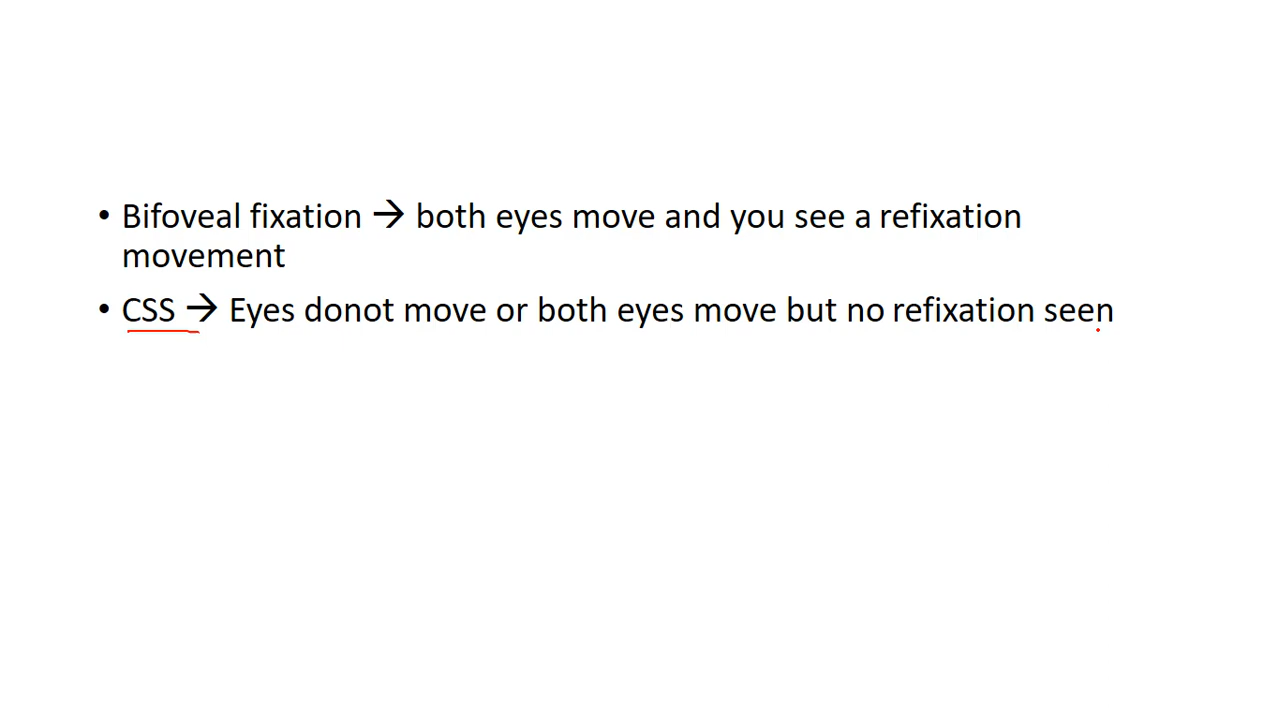 • Bifoveal fixation → both eyes move and you see a refixation
movement
• CSS → Eyes donot move or both eyes move but no refixation seen